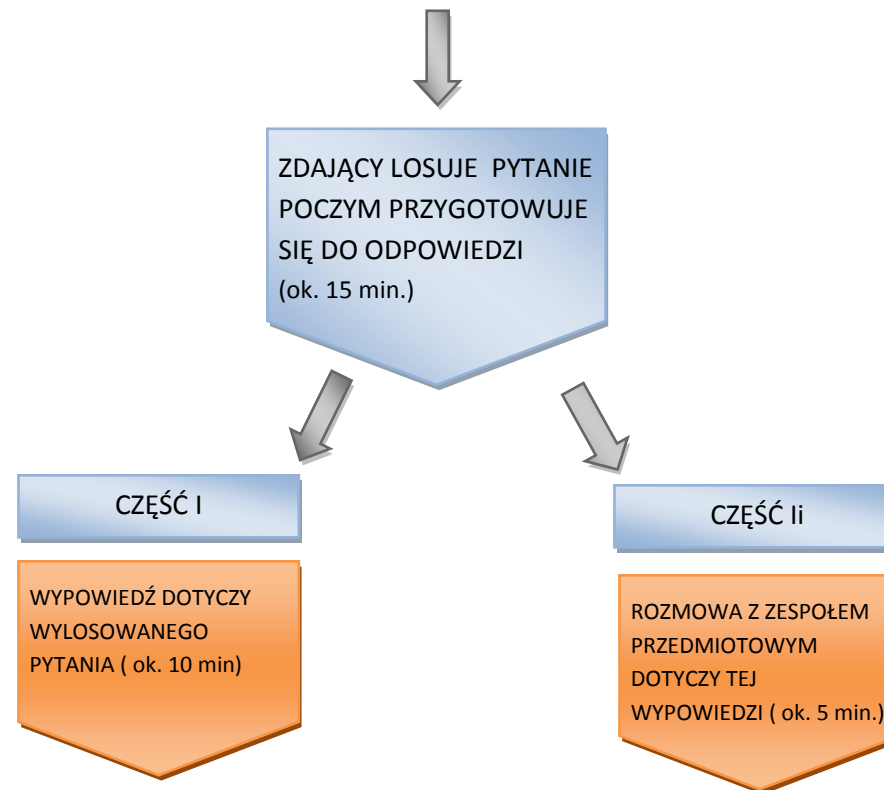 ZDAJĄCY LOSUJE PYTANIE
POCZYM PRZYGOTOWUJE
SIĘ DO ODPOWIEDZI
(ok. 15 min.)
CZĘŚĆ I
WYPOWIEDŹ DOTYCZY
WYLOSOWANEGO
PYTANIA ( ok. 10 min)
CZĘŚĆ Ii
ROZMOWA Z ZESPOŁEM
PRZEDMIOTOWYM
DOTYCZY TEJ
WYPOWIEDZI ( ok. 5 min.)